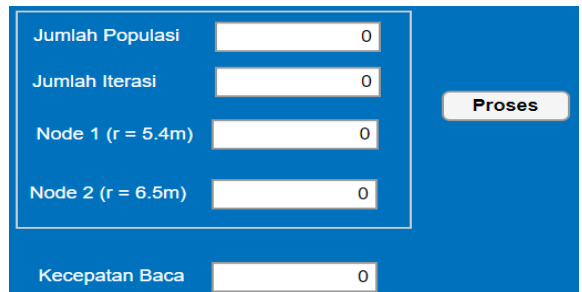 Jumlah Populasi 0
Jumlah Iterasi 0
Proses
Node 1 (r = 5.4m) 0
Node 2 (r = 6.5m) 0
Kecepatan Baca 0